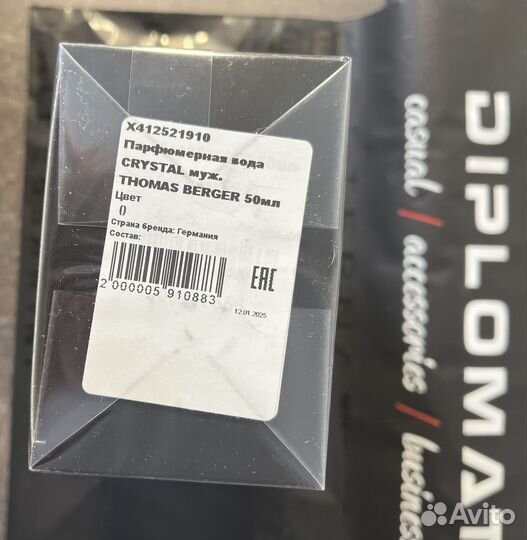 X412521910
Парфюмерная вода
CRYSTAL муж.
THOMAS BERGER 50мл
Цвет
0
Страна бренда: Германия
Состав:
2 000005 910883
EAC
12.01.2025
DIPLOMAT
casual / accessories / business
Avito